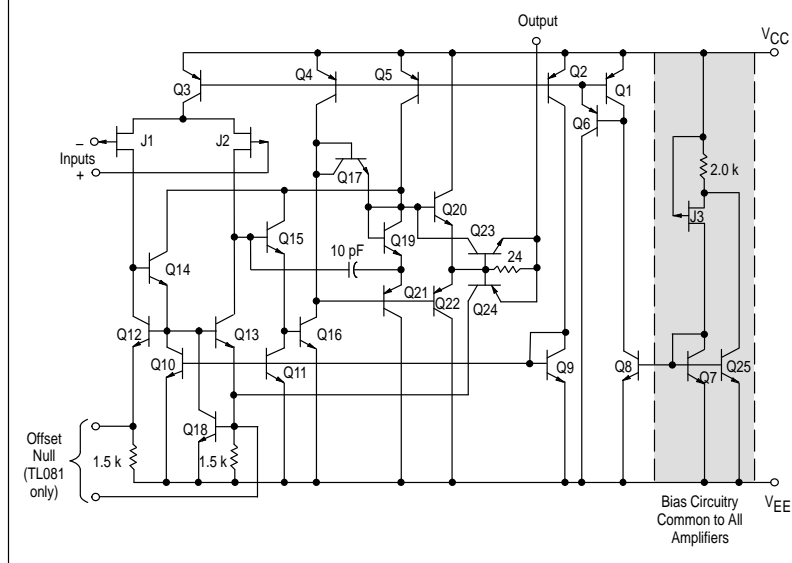 Output
VCC
Q3
Q4
Q5
Q2
Q1
Q6
–
J1
J2
Inputs
+
2.0 k
Q17
J3
Q15
Q20
Q23
Q19
10 pF
24
Q14
Q21
Q22
Q24
Q12
Q13
Q16
Q10
Q11
Q9
Q8
Q7
Q25
Q18
Offset
Null
(TL081
only)
1.5 k
1.5 k
Bias Circuitry
Common to All
Amplifiers
VEE